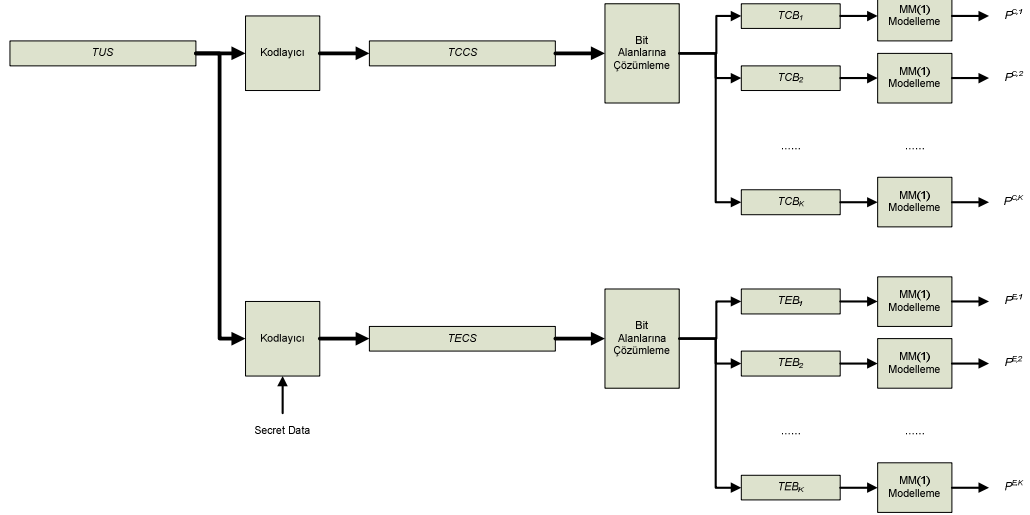 TUS
Kodlayıcı
TCCS
Bit
Alanlarına
Çözümleme
TCB1
MM(1)
Modelleme
PC,1
TCB2
MM(1)
Modelleme
PC,2
......
......
TCBK
MM(1)
Modelleme
PC,K
Kodlayıcı
Secret Data
TECS
Bit
Alanlarına
Çözümleme
TEB1
MM(1)
Modelleme
PE,1
TEB2
MM(1)
Modelleme
PE,2
......
......
TEBK
MM(1)
Modelleme
PE,K